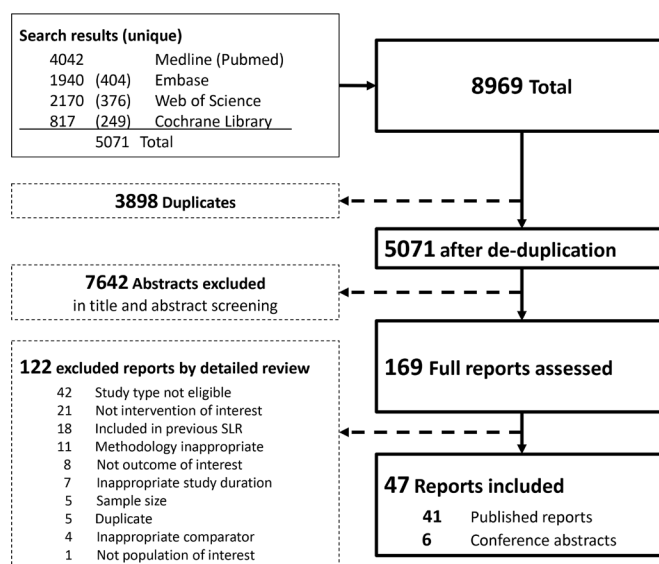 Search results (unique)
4042 Medline (Pubmed)
1940 (404) Embase
2170 (376) Web of Science
817 (249) Cochrane Library
5071 Total
8969 Total
3898 Duplicates
5071 after de-duplication
7642 Abstracts excluded
in title and abstract screening
169 Full reports assessed
122 excluded reports by detailed review
42 Study type not eligible
21 Not intervention of interest
18 Included in previous SLR
11 Methodology inappropriate
8 Not outcome of interest
7 Inappropriate study duration
5 Sample size
5 Duplicate
4 Inappropriate comparator
1 Not population of interest
47 Reports included
41 Published reports
6 Conference abstracts